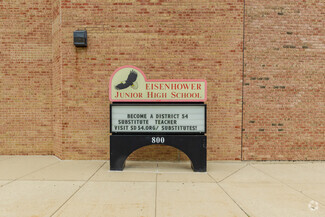 EISENHOWER
JUNIOR HIGH SCHOOL
BECOME A DISTRICT 54
SUBSTITUTE TEACHER
VISIT SD54.ORG/SUBSTITUTES
800